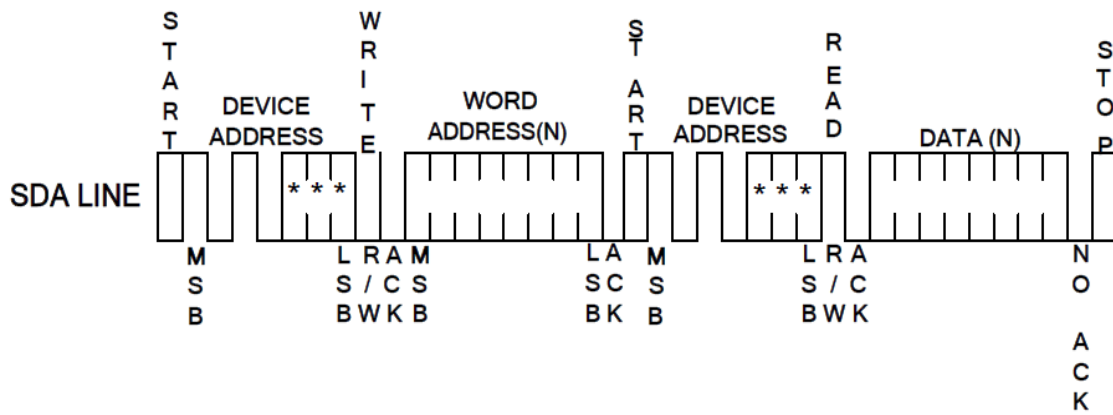 START
WRITE
START
READ
STOP
DEVICE
ADDRESS
WORD
ADDRESS(N)
DEVICE
ADDRESS
DATA (N)
SDA LINE
* * *
* * *
MSB
LSB
R/W
ACK
MSB
LSB
ACK
MSB
LSB
R/W
ACK
NO ACK